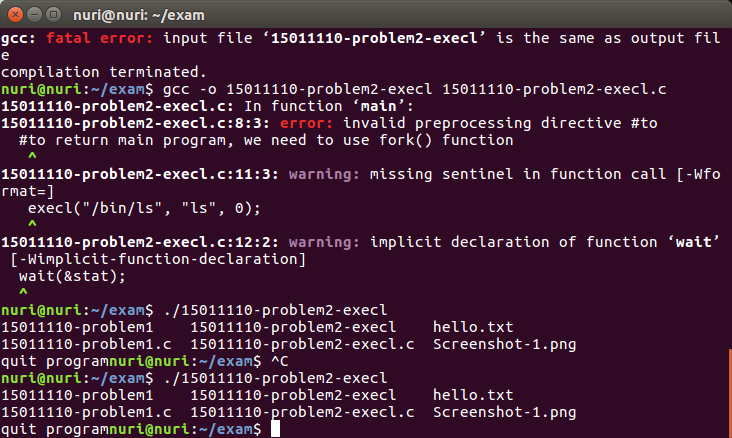 nuri@nuri: ~/exam
gcc: fatal error: input file ‘15011110-problem2-execl’ is the same as output fil
e
compilation terminated.
nuri@nuri:~/exam$ gcc -o 15011110-problem2-execl 15011110-problem2-execl.c
15011110-problem2-execl.c: In function ‘main’:
15011110-problem2-execl.c:8:3: error: invalid preprocessing directive #to
  #to return main program, we need to use fork() function
   ^
15011110-problem2-execl.c:11:3: warning: missing sentinel in function call [-Wfo
rmat=]
   execl("/bin/ls", "ls", 0);
   ^
15011110-problem2-execl.c:12:2: warning: implicit declaration of function ‘wait’
 [-Wimplicit-function-declaration]
  wait(&stat);
  ^
nuri@nuri:~/exam$ ./15011110-problem2-execl
15011110-problem1    15011110-problem2-execl    hello.txt
15011110-problem1.c  15011110-problem2-execl.c  Screenshot-1.png
quit programnuri@nuri:~/exam$ ^C
nuri@nuri:~/exam$ ./15011110-problem2-execl
15011110-problem1    15011110-problem2-execl    hello.txt
15011110-problem1.c  15011110-problem2-execl.c  Screenshot-1.png
quit programnuri@nuri:~/exam$